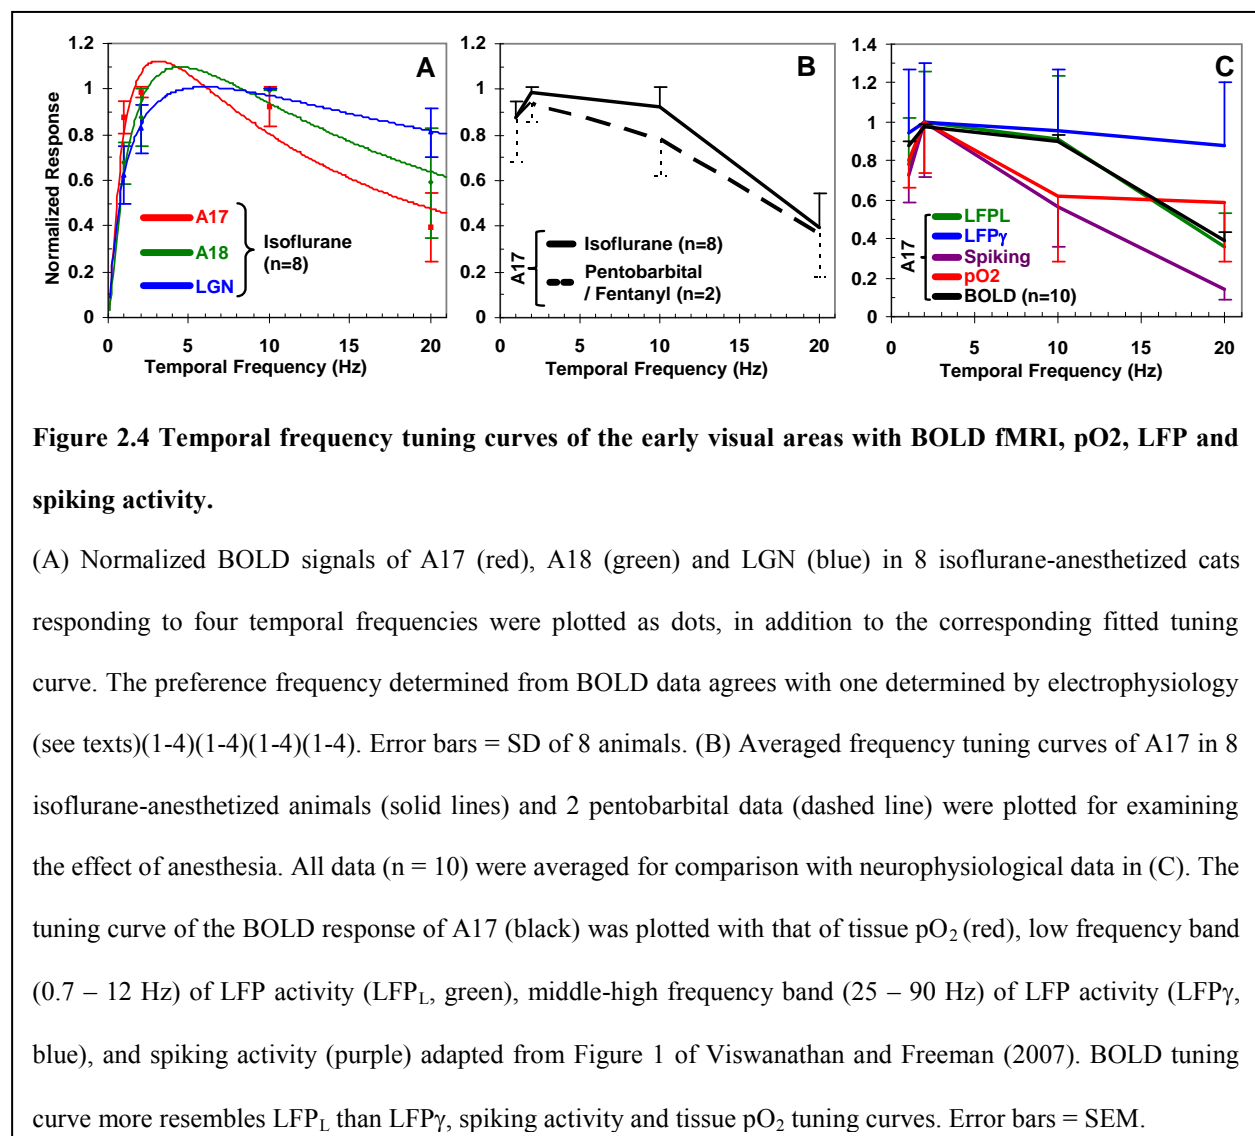 A
1.2
1
0.8
0.6
0.4
0.2
0
Normalized Response
A17
A18
LGN
Isoflurane
(n=8)
0 5 10 15 20
Temporal Frequency (Hz)
B
1.2
1
0.8
0.6
0.4
0.2
0
A17
Isoflurane (n=8)
Pentobarbital
/ Fentanyl (n=2)
0 5 10 15 20
Temporal Frequency (Hz)
C
1.4
1.2
1
0.8
0.6
0.4
0.2
0
A17
LFPL
LFPγ
Spiking
pO2
BOLD (n=10)
0 5 10 15 20
Temporal Frequency (Hz)
Figure 2.4 Temporal frequency tuning curves of the early visual areas with BOLD fMRI, pO2, LFP and
spiking activity.
(A) Normalized BOLD signals of A17 (red), A18 (green) and LGN (blue) in 8 isoflurane-anesthetized cats
responding to four temporal frequencies were plotted as dots, in addition to the corresponding fitted tuning
curve. The preference frequency determined from BOLD data agrees with one determined by electrophysiology
(see texts)(1-4)(1-4)(1-4)(1-4). Error bars = SD of 8 animals. (B) Averaged frequency tuning curves of A17 in 8
isoflurane-anesthetized animals (solid lines) and 2 pentobarbital data (dashed line) were plotted for examining
the effect of anesthesia. All data (n = 10) were averaged for comparison with neurophysiological data in (C). The
tuning curve of the BOLD response of A17 (black) was plotted with that of tissue pO₂ (red), low frequency band
(0.7 – 12 Hz) of LFP activity (LFP_L, green), middle-high frequency band (25 – 90 Hz) of LFP activity (LFPγ,
blue), and spiking activity (purple) adapted from Figure 1 of Viswanathan and Freeman (2007). BOLD tuning
curve more resembles LFP_L than LFPγ, spiking activity and tissue pO₂ tuning curves. Error bars = SEM.